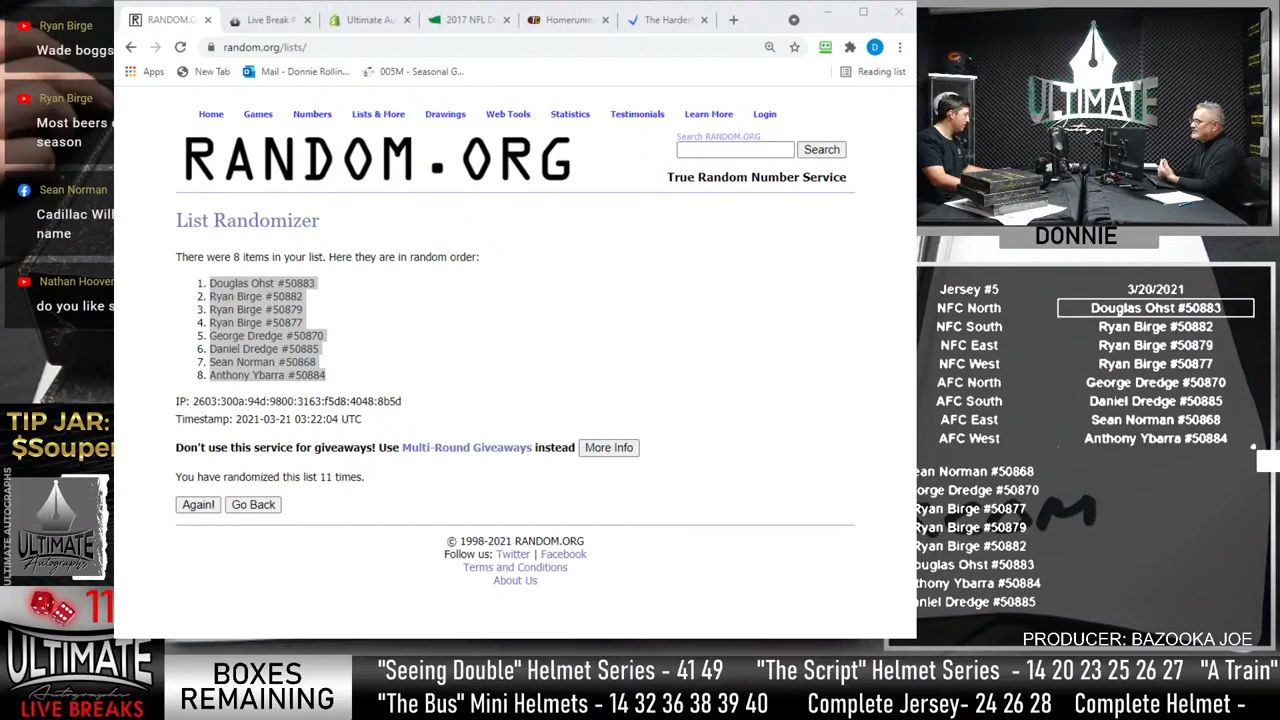 Ryan Birge
Wade boggs
Ryan Birge
Most beers
season
Sean Norman
Cadillac Will
name
Nathan Hoover
do you like s
TIP JAR:
$Souper
ULTIMATE AUTOGRAPHS
ULTIMATE
Autographs
11
ULTIMATE
Autographs
LIVE BREAKS
RANDOM.ORG
Live Break #
Ultimate Au
2017 NFL D
Homerunma
The Hardest
random.org/lists/
D
Apps
New Tab
Mail - Donnie Rollin...
005M - Seasonal G...
Reading list
Home Games Numbers Lists & More Drawings Web Tools Statistics Testimonials Learn More Login
RANDOM.ORG
Search RANDOM.ORG
Search
True Random Number Service
List Randomizer
There were 8 items in your list. Here they are in random order:
1. Douglas Ohst #50883
2. Ryan Birge #50882
3. Ryan Birge #50879
4. Ryan Birge #50877
5. George Dredge #50870
6. Daniel Dredge #50885
7. Sean Norman #50868
8. Anthony Ybarra #50884
IP: 2603:300a:94d:9800:3163:f5d8:4048:8b5d
Timestamp: 2021-03-21 03:22:04 UTC
Don't use this service for giveaways! Use Multi-Round Giveaways instead More Info
You have randomized this list 11 times.
Again! Go Back
© 1998-2021 RANDOM.ORG
Follow us: Twitter | Facebook
Terms and Conditions
About Us
ULTIMATE
Autographs
DONNIE
Jersey #5 3/20/2021
NFC North Douglas Ohst #50883
NFC South Ryan Birge #50882
NFC East Ryan Birge #50879
NFC West Ryan Birge #50877
AFC North George Dredge #50870
AFC South Daniel Dredge #50885
AFC East Sean Norman #50868
AFC West Anthony Ybarra #50884
ean Norman #50868
orge Dredge #50870
Ryan Birge #50877
Ryan Birge #50879
Ryan Birge #50882
ouglas Ohst #50883
thony Ybarra #50884
aniel Dredge #50885
PRODUCER: BAZOOKA JOE
BOXES
REMAINING
"Seeing Double" Helmet Series - 41 49 "The Script" Helmet Series - 14 20 23 25 26 27 "A Train"
"The Bus" Mini Helmets - 14 32 36 38 39 40 Complete Jersey- 24 26 28 Complete Helmet -